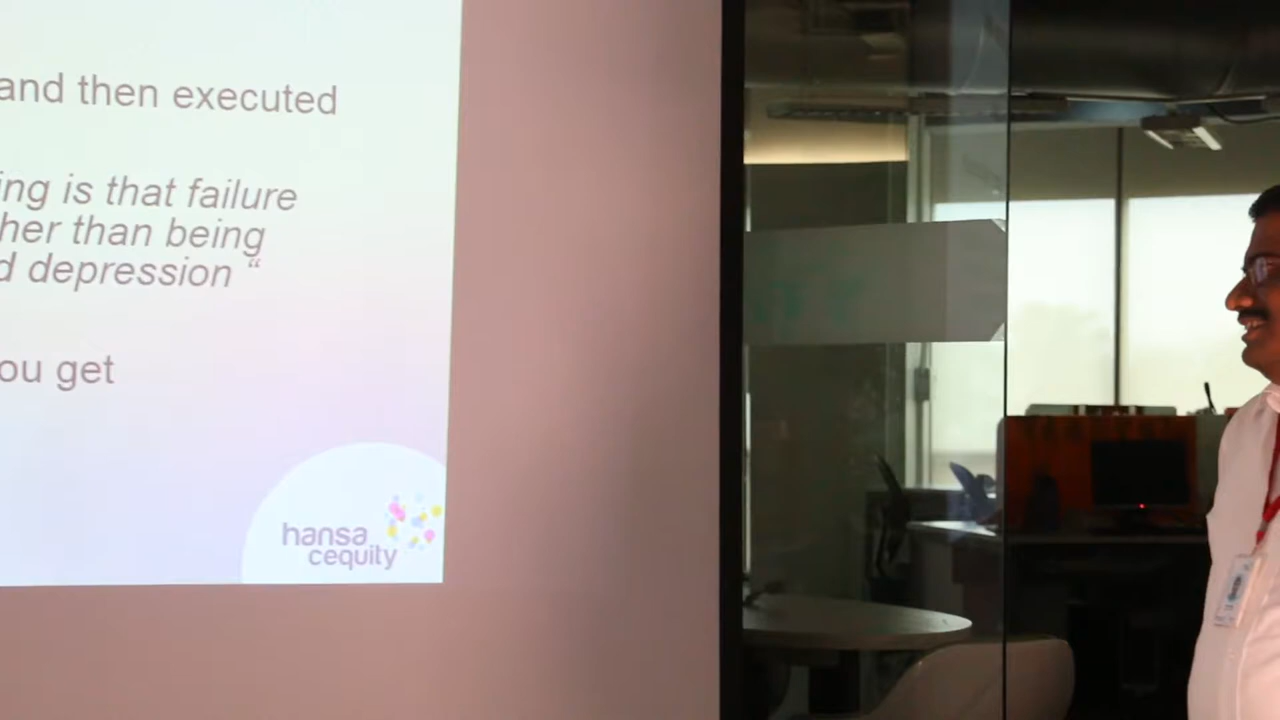 and then executed
ing is that failure
her than being
d depression “
ou get
hansa
cequity